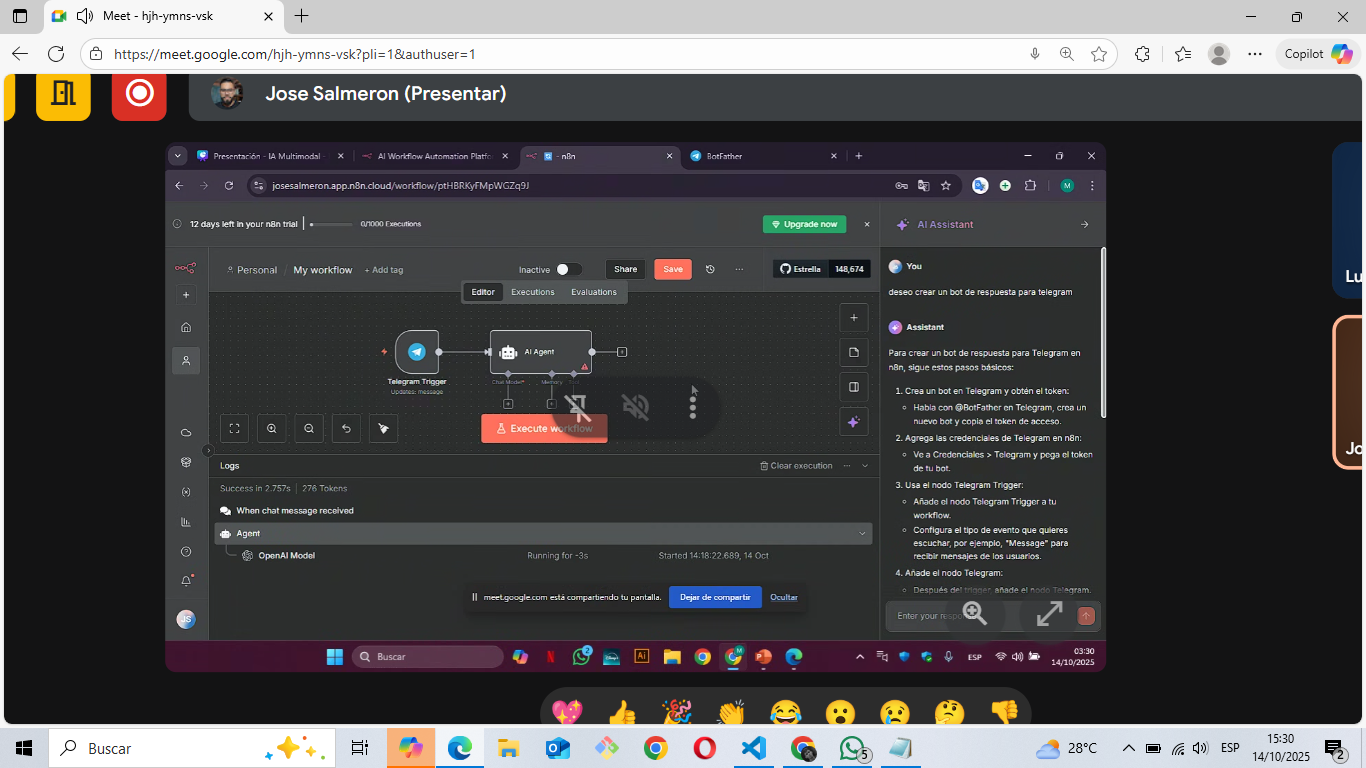 Meet - hjh-ymns-vsk
https://meet.google.com/hjh-ymns-vsk?pli=1&authuser=1
Copilot
Jose Salmeron (Presentar)
Presentación - IA Multimodal -
AI Workflow Automation Platfo
- n8n
BotFather
josesalmeron.app.n8n.cloud/workflow/ptHBRKyFMpWGZq9J
M
12 days left in your n8n trial
0/1000 Executions
Upgrade now
AI Assistant
Personal / My workflow + Add tag
Inactive
Share
Save
Estrella 148,674
Editor Executions Evaluations
You
deseo crear un bot de respuesta para telegram
Assistant
Para crear un bot de respuesta para Telegram en
n8n, sigue estos pasos básicos:
1. Crea un bot en Telegram y obtén el token:
Habla con @BotFather en Telegram, crea un
nuevo bot y copia el token de acceso.
2. Agrega las credenciales de Telegram en n8n:
Ve a Credenciales > Telegram y pega el token
de tu bot.
3. Usa el nodo Telegram Trigger:
Añade el nodo Telegram Trigger a tu
workflow.
Configura el tipo de evento que quieres
escuchar, por ejemplo, "Message" para
recibir mensajes de los usuarios.
4. Añade el nodo Telegram:
Después del trigger, añade el nodo Telegram.
Enter your respo
AI Agent
Telegram Trigger
Updates: message
Chat Model*
Memory
Execute workflow
Logs
Clear execution
Success in 2.757s | 276 Tokens
When chat message received
Agent
OpenAI Model
Running for -3s
Started 14:18:22.689, 14 Oct
meet.google.com está compartiendo tu pantalla.
Dejar de compartir
Ocultar
JS
Buscar
2
Ai
M
ESP
03:30
14/10/2025
Lu
Jo
Buscar
5
28°C
ESP
15:30
14/10/2025
2